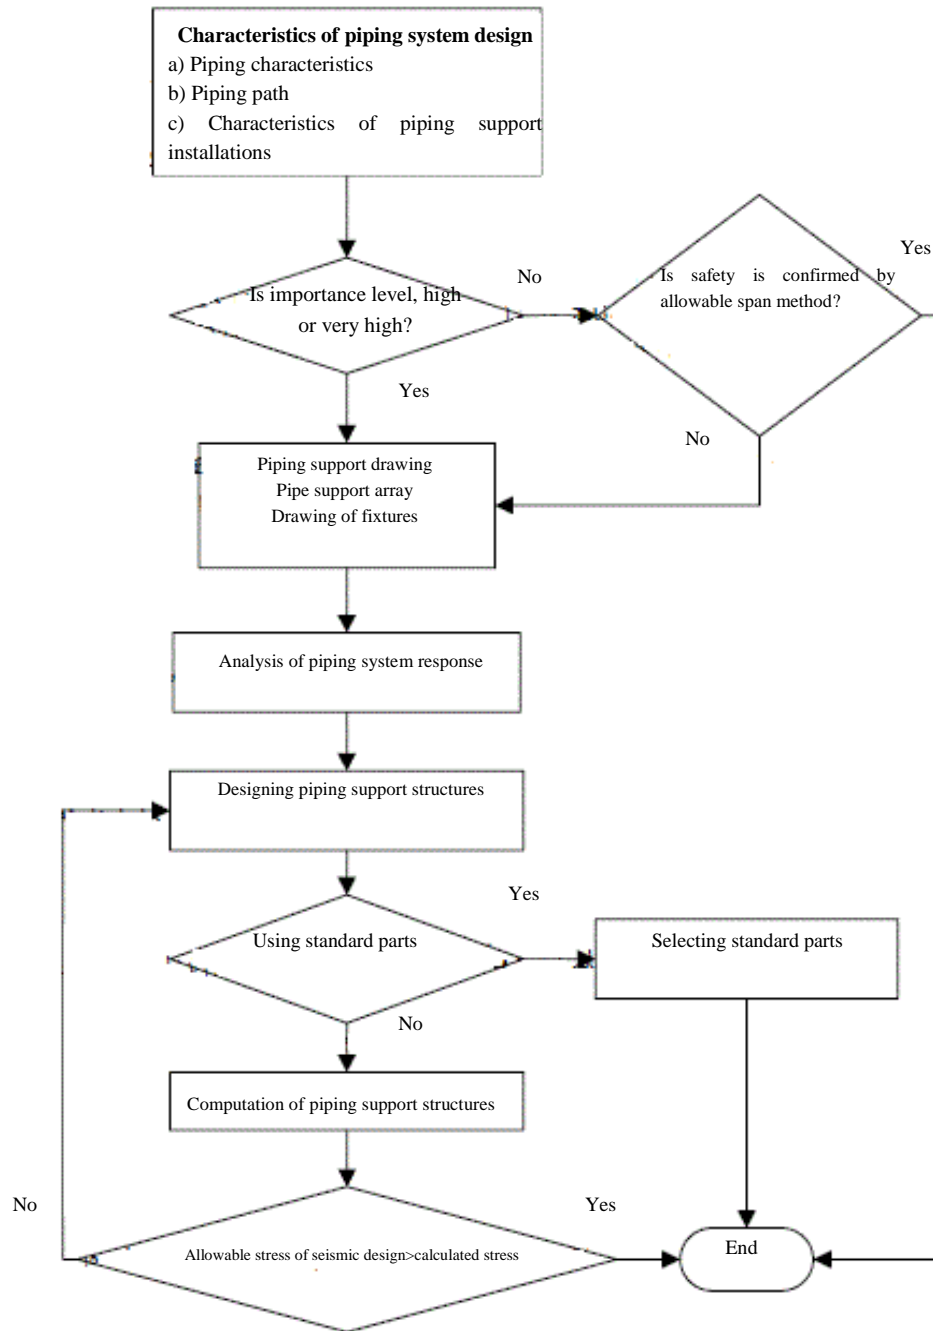 Characteristics of piping system design
a) Piping characteristics
b) Piping path
c) Characteristics of piping support
installations
Yes
No
Is safety is confirmed by
allowable span method?
Is importance level, high
or very high?
Yes
No
Piping support drawing
Pipe support array
Drawing of fixtures
Analysis of piping system response
Designing piping support structures
Yes
Using standard parts
Selecting standard parts
No
Computation of piping support structures
No
Yes
Allowable stress of seismic design>calculated stress
End